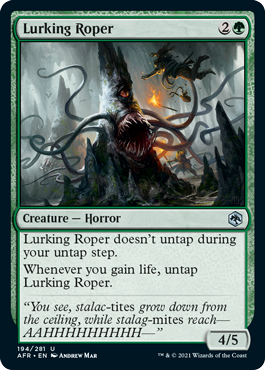 Lurking Roper 2
Creature — Horror
Lurking Roper doesn't untap during
your untap step.
Whenever you gain life, untap
Lurking Roper.
"You see, stalac-tites grow down from
the ceiling, while stalag-mites reach—
AAHHHHHHHHHH—"
4/5
194/281 U
AFR • EN Andrew Mar
™ & © 2021 Wizards of the Coast